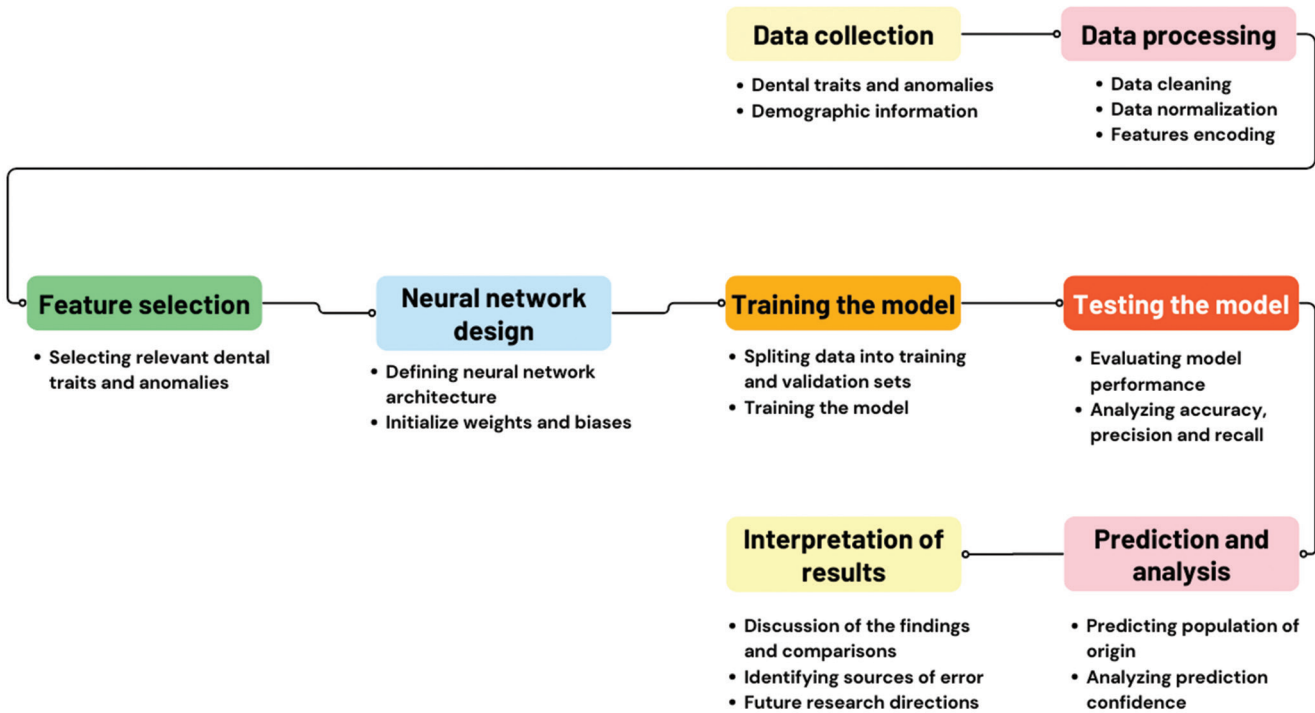 Data collection
• Dental traits and anomalies
• Demographic information
Data processing
• Data cleaning
• Data normalization
• Features encoding
Feature selection
• Selecting relevant dental
traits and anomalies
Neural network
design
• Defining neural network
architecture
• Initialize weights and biases
Training the model
• Spliting data into training
and validation sets
• Training the model
Testing the model
• Evaluating model
performance
• Analyzing accuracy,
precision and recall
Prediction and
analysis
• Predicting population of
origin
• Analyzing prediction
confidence
Interpretation of
results
• Discussion of the findings
and comparisons
• Identifying sources of error
• Future research directions